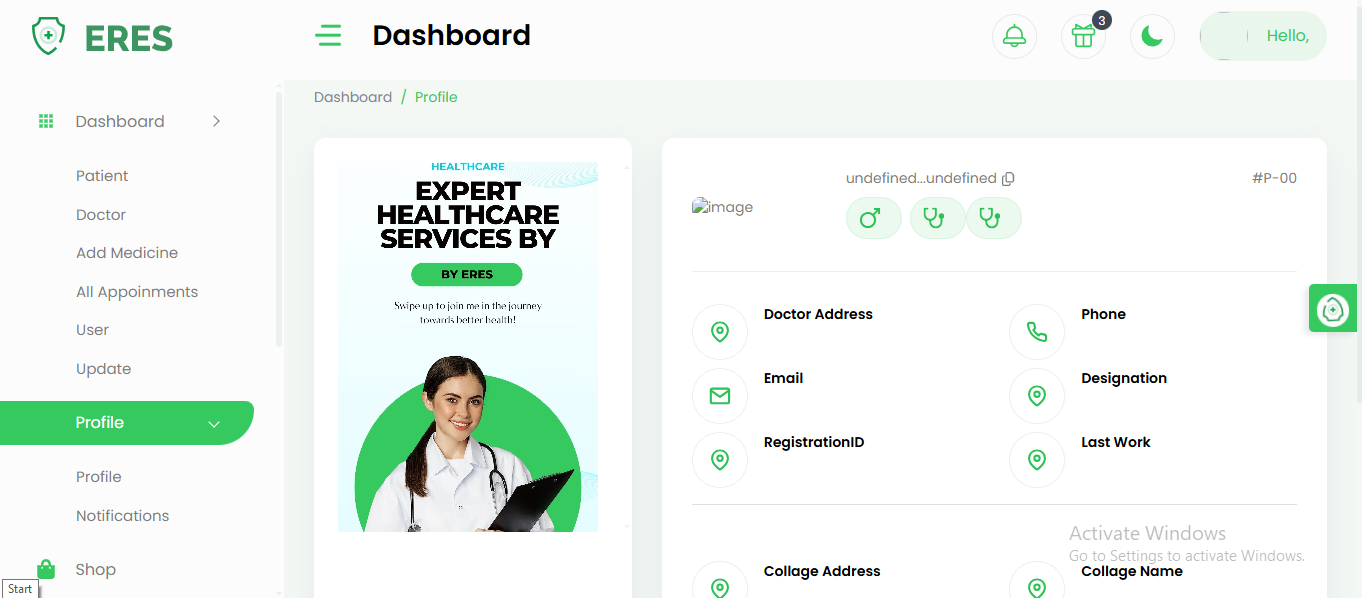 ERES
Dashboard
3
Hello,
Dashboard / Profile
Dashboard
Patient
Doctor
Add Medicine
All Appoinments
User
Update
Profile
Profile
Notifications
Shop
Start
HEALTHCARE
EXPERT
HEALTHCARE
SERVICES BY
BY ERES
Swipe up to join me in the journey
towards better health!
image
undefined...undefined
#P-00
Doctor Address
Phone
Email
Designation
RegistrationID
Last Work
Activate Windows
Go to Settings to activate Windows.
Collage Address
Collage Name